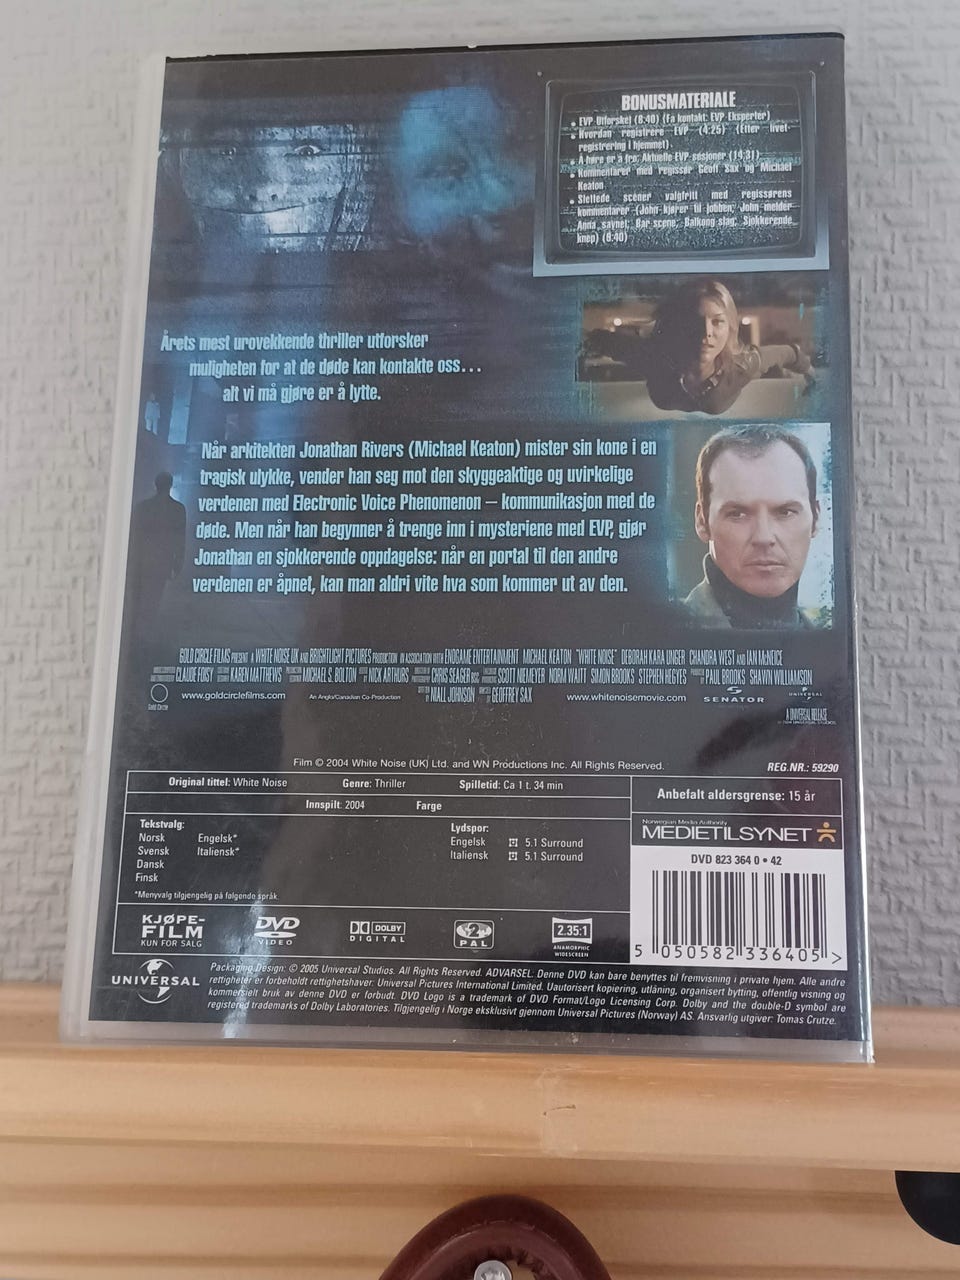 BONUSMATERIALE
• EVP Utforsket (8:40) (Få kontakt: EVP Eksperter)
• Hvordan registrere EVP (4:25) (Etter livet-
registrering i hjemmet).
• Å høre er å tro: Aktuelle EVP-sesjoner (14:31)
• Kommentarer med regissør Geoff Sax og Michael
Keaton
• Slettede scener valgfritt med regissørens
kommentarer (John kjører til jobben; John melder
Anna savnet; Bar scene; Balkong slag; Sjokkerende
knep) (8:40)
Årets mest urovekkende thriller utforsker
muligheten for at de døde kan kontakte oss...
alt vi må gjøre er å lytte.
Når arkitekten Jonathan Rivers (Michael Keaton) mister sin kone i en
tragisk ulykke, vender han seg mot den skyggeaktige og uvirkelige
verdenen med Electronic Voice Phenomenon – kommunikasjon med de
døde. Men når han begynner å trenge inn i mysteriene med EVP, gjør
Jonathan en sjokkerende oppdagelse: når en portal til den andre
verdenen er åpnet, kan man aldri vite hva som kommer ut av den.
GOLD CIRCLE FILMS PRESENT A WHITE NOISE UK AND BRIGHTLIGHT PICTURES PRODUCTION IN ASSOCIATION WITH ENDGAME ENTERTAINMENT MICHAEL KEATON "WHITE NOISE" DEBORAH KARA UNGER CHANDRA WEST AND IAN McNEICE
CLAUDE FOISY KAREN MATTHEWS MICHAEL S. BOLTON NICK ARTHURS CHRIS SEAGER BSC SCOTT NIEMEYER NORM WAITT SIMON BROOKS STEPHEN HEGYES PAUL BROOKS SHAWN WILLIAMSON
NIALL JOHNSON GEOFFREY SAX
Gold Circle
www.goldcirclefilms.com
An Anglo/Canadian Co-Production
www.whitenoisemovie.com
SENATOR
UNIVERSAL
A UNIVERSAL RELEASE
Film © 2004 White Noise (UK) Ltd. and WN Productions Inc. All Rights Reserved.
REG.NR.: 59290
Original tittel: White Noise Genre: Thriller Spilletid: Ca 1 t. 34 min
Innspilt: 2004 Farge
Anbefalt aldersgrense: 15 år
Norwegian Media Authority
MEDIETILSYNET
Tekstvalg:
Norsk Engelsk*
Svensk Italiensk*
Dansk
Finsk
*Menyvalg tilgjengelig på følgende språk
Lydspor:
Engelsk 5.1 Surround
Italiensk 5.1 Surround
DVD 823 364 0 • 42
5 050582 336405 >
KJØPE-
FILM
KUN FOR SALG
DVD
VIDEO
DOLBY
DIGITAL
2
PAL
2.35:1
ANAMORPHIC
WIDESCREEN
UNIVERSAL
Packaging Design: © 2005 Universal Studios. All Rights Reserved. ADVARSEL. Denne DVD kan bare benyttes til fremvisning i private hjem. Alle andre
rettigheter er forbeholdt rettighetshaver: Universal Pictures International Limited. Uautorisert kopiering, utlåning, organisert bytting, offentlig visning og
kommersielt bruk av denne DVD er forbudt. DVD Logo is a trademark of DVD Format/Logo Licensing Corp. Dolby and the double-D symbol are
registered trademarks of Dolby Laboratories. Tilgjengelig i Norge eksklusivt gjennom Universal Pictures (Norway) AS. Ansvarlig utgiver: Tomas Crutze.